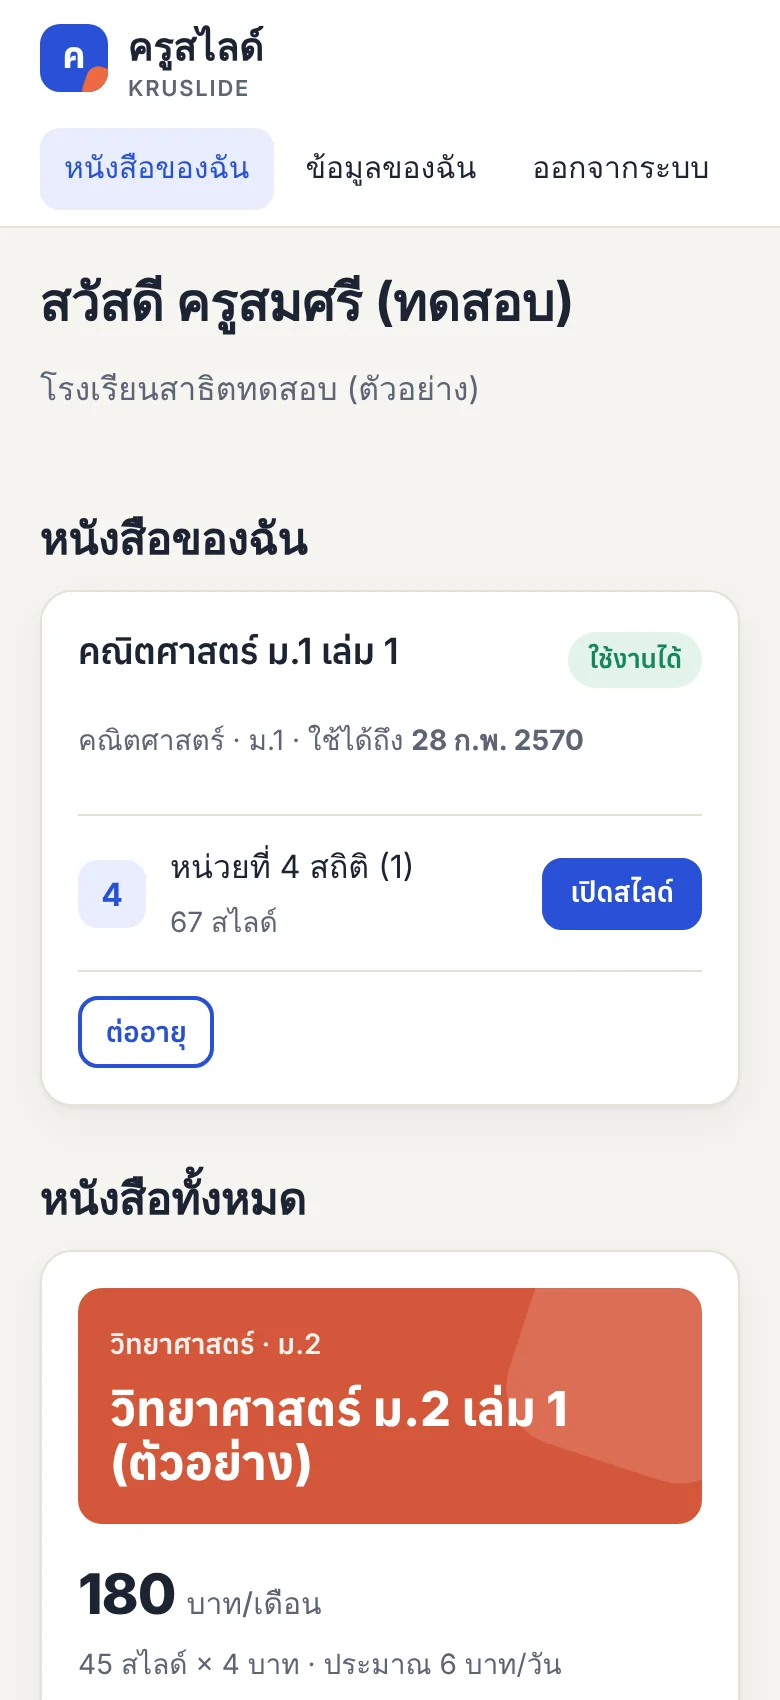 ค
ครูสไลด์
KRUSLIDE
หนังสือของฉัน ข้อมูลของฉัน ออกจากระบบ
สวัสดี ครูสมศรี (ทดสอบ)
โรงเรียนสาธิตทดสอบ (ตัวอย่าง)
หนังสือของฉัน
คณิตศาสตร์ ม.1 เล่ม 1
ใช้งานได้
คณิตศาสตร์ · ม.1 · ใช้ได้ถึง 28 ก.พ. 2570
4
หน่วยที่ 4 สถิติ (1)
67 สไลด์
เปิดสไลด์
ต่ออายุ
หนังสือทั้งหมด
วิทยาศาสตร์ · ม.2
วิทยาศาสตร์ ม.2 เล่ม 1
(ตัวอย่าง)
180 บาท/เดือน
45 สไลด์ × 4 บาท · ประมาณ 6 บาท/วัน